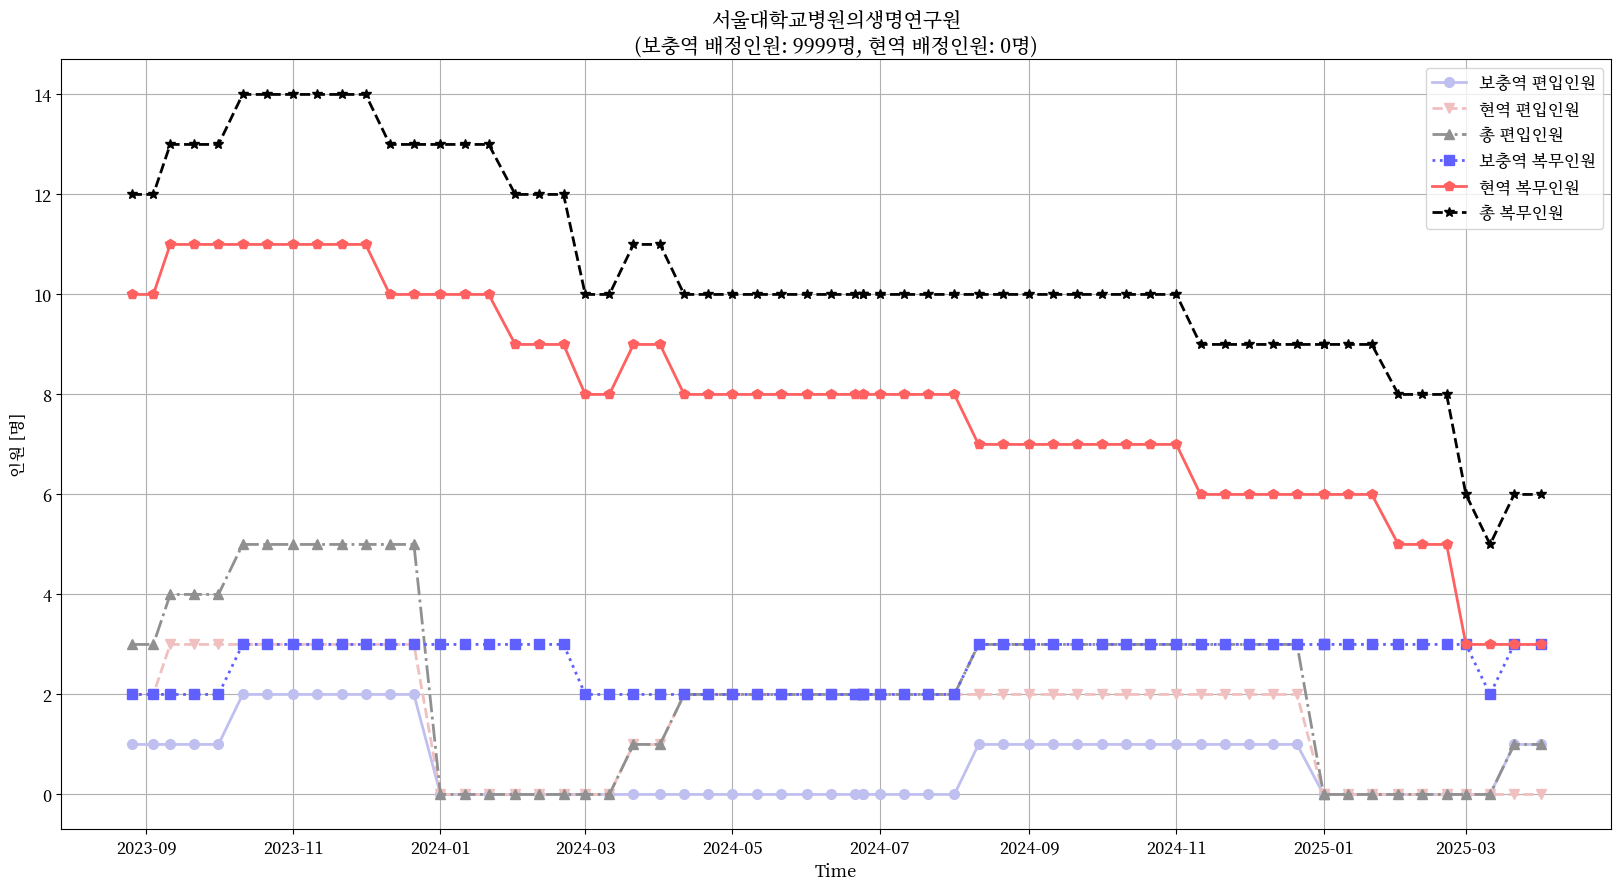 서울대학교병원의생명연구원
(보충역 배정인원: 9999명, 현역 배정인원: 0명)
보충역 편입인원
현역 편입인원
총 편입인원
보충역 복무인원
현역 복무인원
총 복무인원
인원 [명]
14
12
10
8
6
4
2
0
2023-09
2023-11
2024-01
2024-03
2024-05
2024-07
2024-09
2024-11
2025-01
2025-03
Time